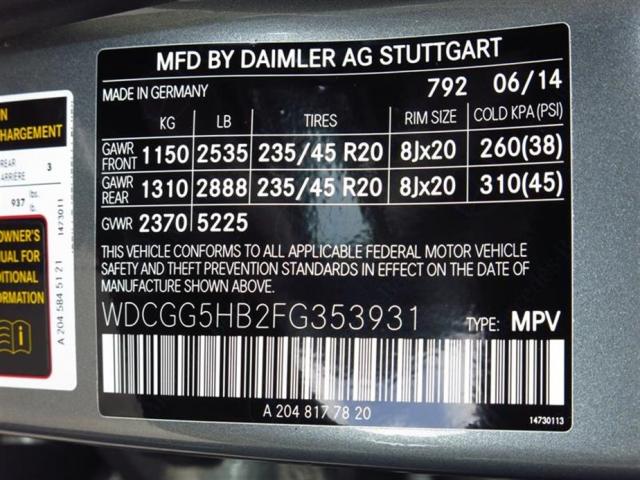 MFD BY DAIMLER AG STUTTGART
MADE IN GERMANY 792 06/14
KG LB TIRES RIM SIZE COLD KPA (PSI)
GAWR FRONT 1150 2535 235/45 R20 8Jx20 260(38)
GAWR REAR 1310 2888 235/45 R20 8Jx20 310(45)
GVWR 2370 5225
THIS VEHICLE CONFORMS TO ALL APPLICABLE FEDERAL MOTOR VEHICLE
SAFETY AND THEFT PREVENTION STANDARDS IN EFFECT ON THE DATE OF
MANUFACTURE SHOWN ABOVE.
WDCGG5HB2FG353931 TYPE: MPV
A 204 817 78 20
14730113
HARGEMENT
REAR 3
ARRIERE
937 lbs. lb.
1473011
OWNER'S
UAL FOR
DITIONAL
ORMATION
A 204 584 51 21